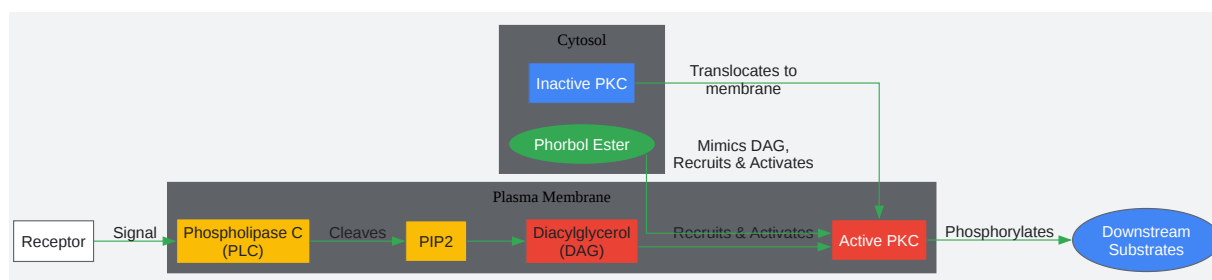 Cytosol
Inactive PKC
Translocates to
membrane
Phorbol Ester
Mimics DAG,
Recruits & Activates
Plasma Membrane
Receptor
Signal
Phospholipase C
(PLC)
Cleaves
PIP2
Diacylglycerol
(DAG)
Recruits & Activates
Active PKC
Phosphorylates
Downstream
Substrates